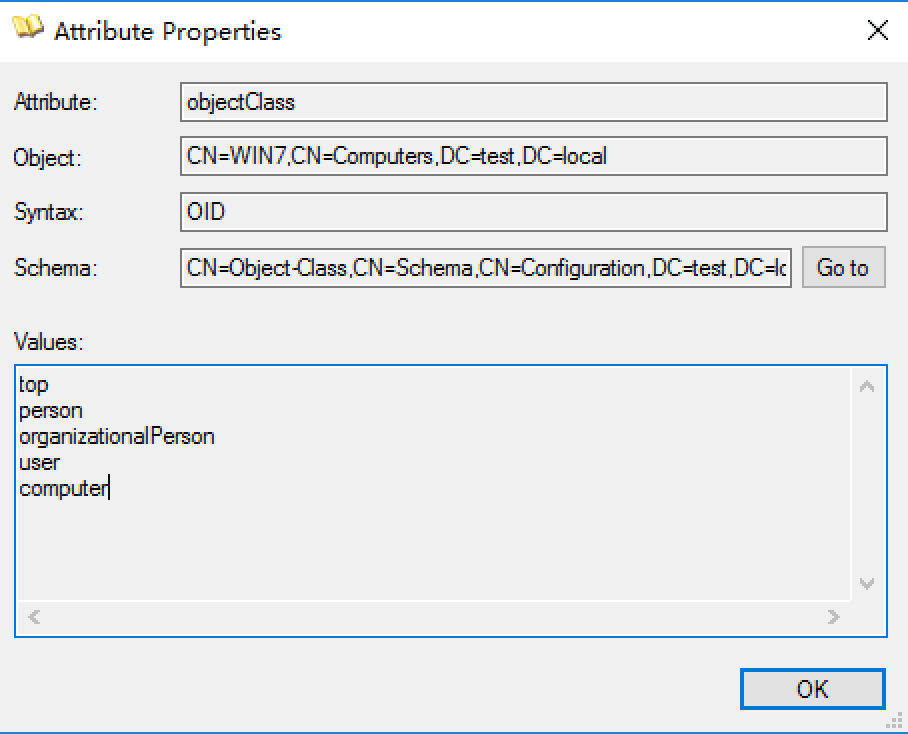 Attribute Properties
Attribute: objectClass
Object: CN=WIN7,CN=Computers,DC=test,DC=local
Syntax: OID
Schema: CN=Object-Class,CN=Schema,CN=Configuration,DC=test,DC=lc Go to
Values:
top
person
organizationalPerson
user
computer
OK